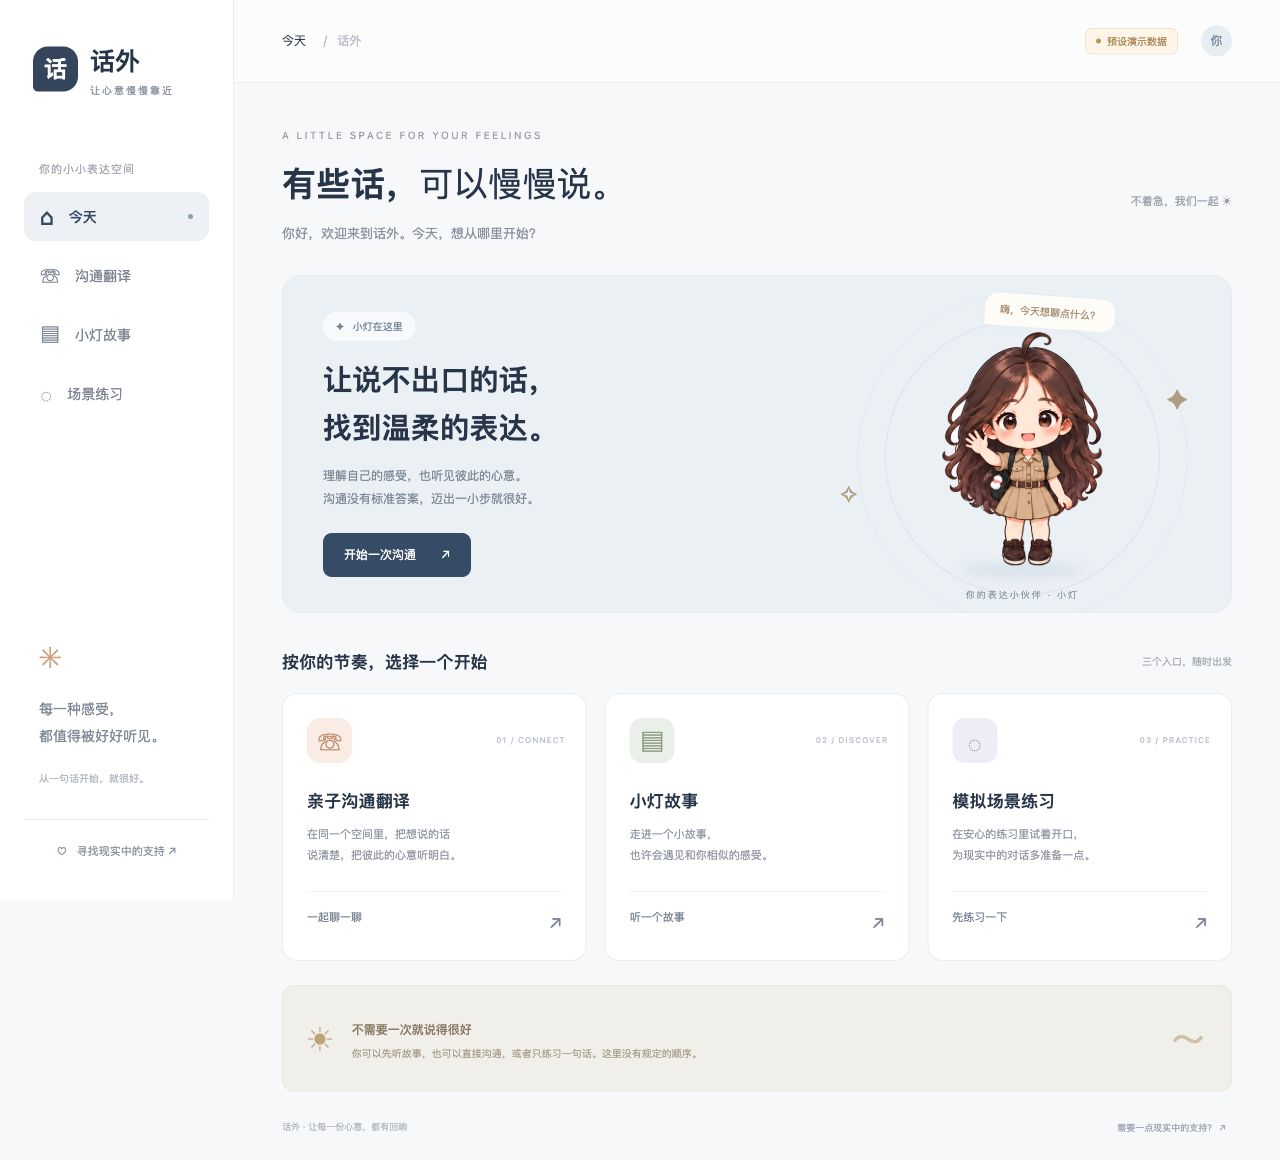 话
话外
让心意慢慢靠近
你的小小表达空间
今天
沟通翻译
小灯故事
场景练习
每一种感受，
都值得被好好听见。
从一句话开始，就很好。
寻找现实中的支持 ↗
今天 / 话外
预设演示数据
你
A LITTLE SPACE FOR YOUR FEELINGS
有些话，可以慢慢说。
不着急，我们一起 ☀
你好，欢迎来到话外。今天，想从哪里开始？
✦ 小灯在这里
让说不出口的话，
找到温柔的表达。
理解自己的感受，也听见彼此的心意。
沟通没有标准答案，迈出一小步就很好。
开始一次沟通 ↗
嗨，今天想聊点什么？
你的表达小伙伴 · 小灯
按你的节奏，选择一个开始
三个入口，随时出发
01 / CONNECT
亲子沟通翻译
在同一个空间里，把想说的话
说清楚，把彼此的心意听明白。
一起聊一聊 ↗
02 / DISCOVER
小灯故事
走进一个小故事，
也许会遇见和你相似的感受。
听一个故事 ↗
03 / PRACTICE
模拟场景练习
在安心的练习里试着开口，
为现实中的对话多准备一点。
先练习一下 ↗
不需要一次就说得很好
你可以先听故事，也可以直接沟通，或者只练习一句话。这里没有规定的顺序。
话外 · 让每一份心意，都有回响
需要一点现实中的支持？ ↗